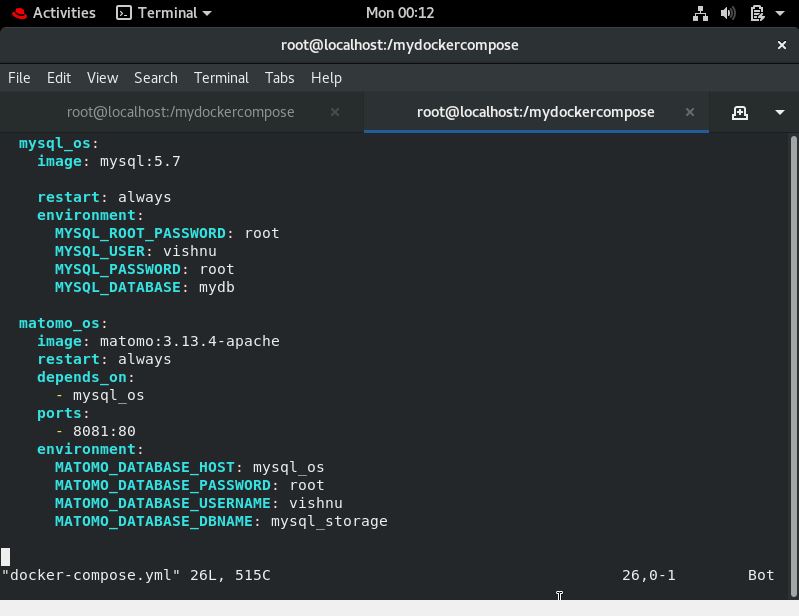 Activities Terminal Mon 00:12
root@localhost:/mydockercompose
File Edit View Search Terminal Tabs Help
root@localhost:/mydockercompose root@localhost:/mydockercompose
mysql_os:
image: mysql:5.7
restart: always
environment:
MYSQL_ROOT_PASSWORD: root
MYSQL_USER: vishnu
MYSQL_PASSWORD: root
MYSQL_DATABASE: mydb
matomo_os:
image: matomo:3.13.4-apache
restart: always
depends_on:
- mysql_os
ports:
- 8081:80
environment:
MATOMO_DATABASE_HOST: mysql_os
MATOMO_DATABASE_PASSWORD: root
MATOMO_DATABASE_USERNAME: vishnu
MATOMO_DATABASE_DBNAME: mysql_storage
"docker-compose.yml" 26L, 515C 26,0-1 Bot